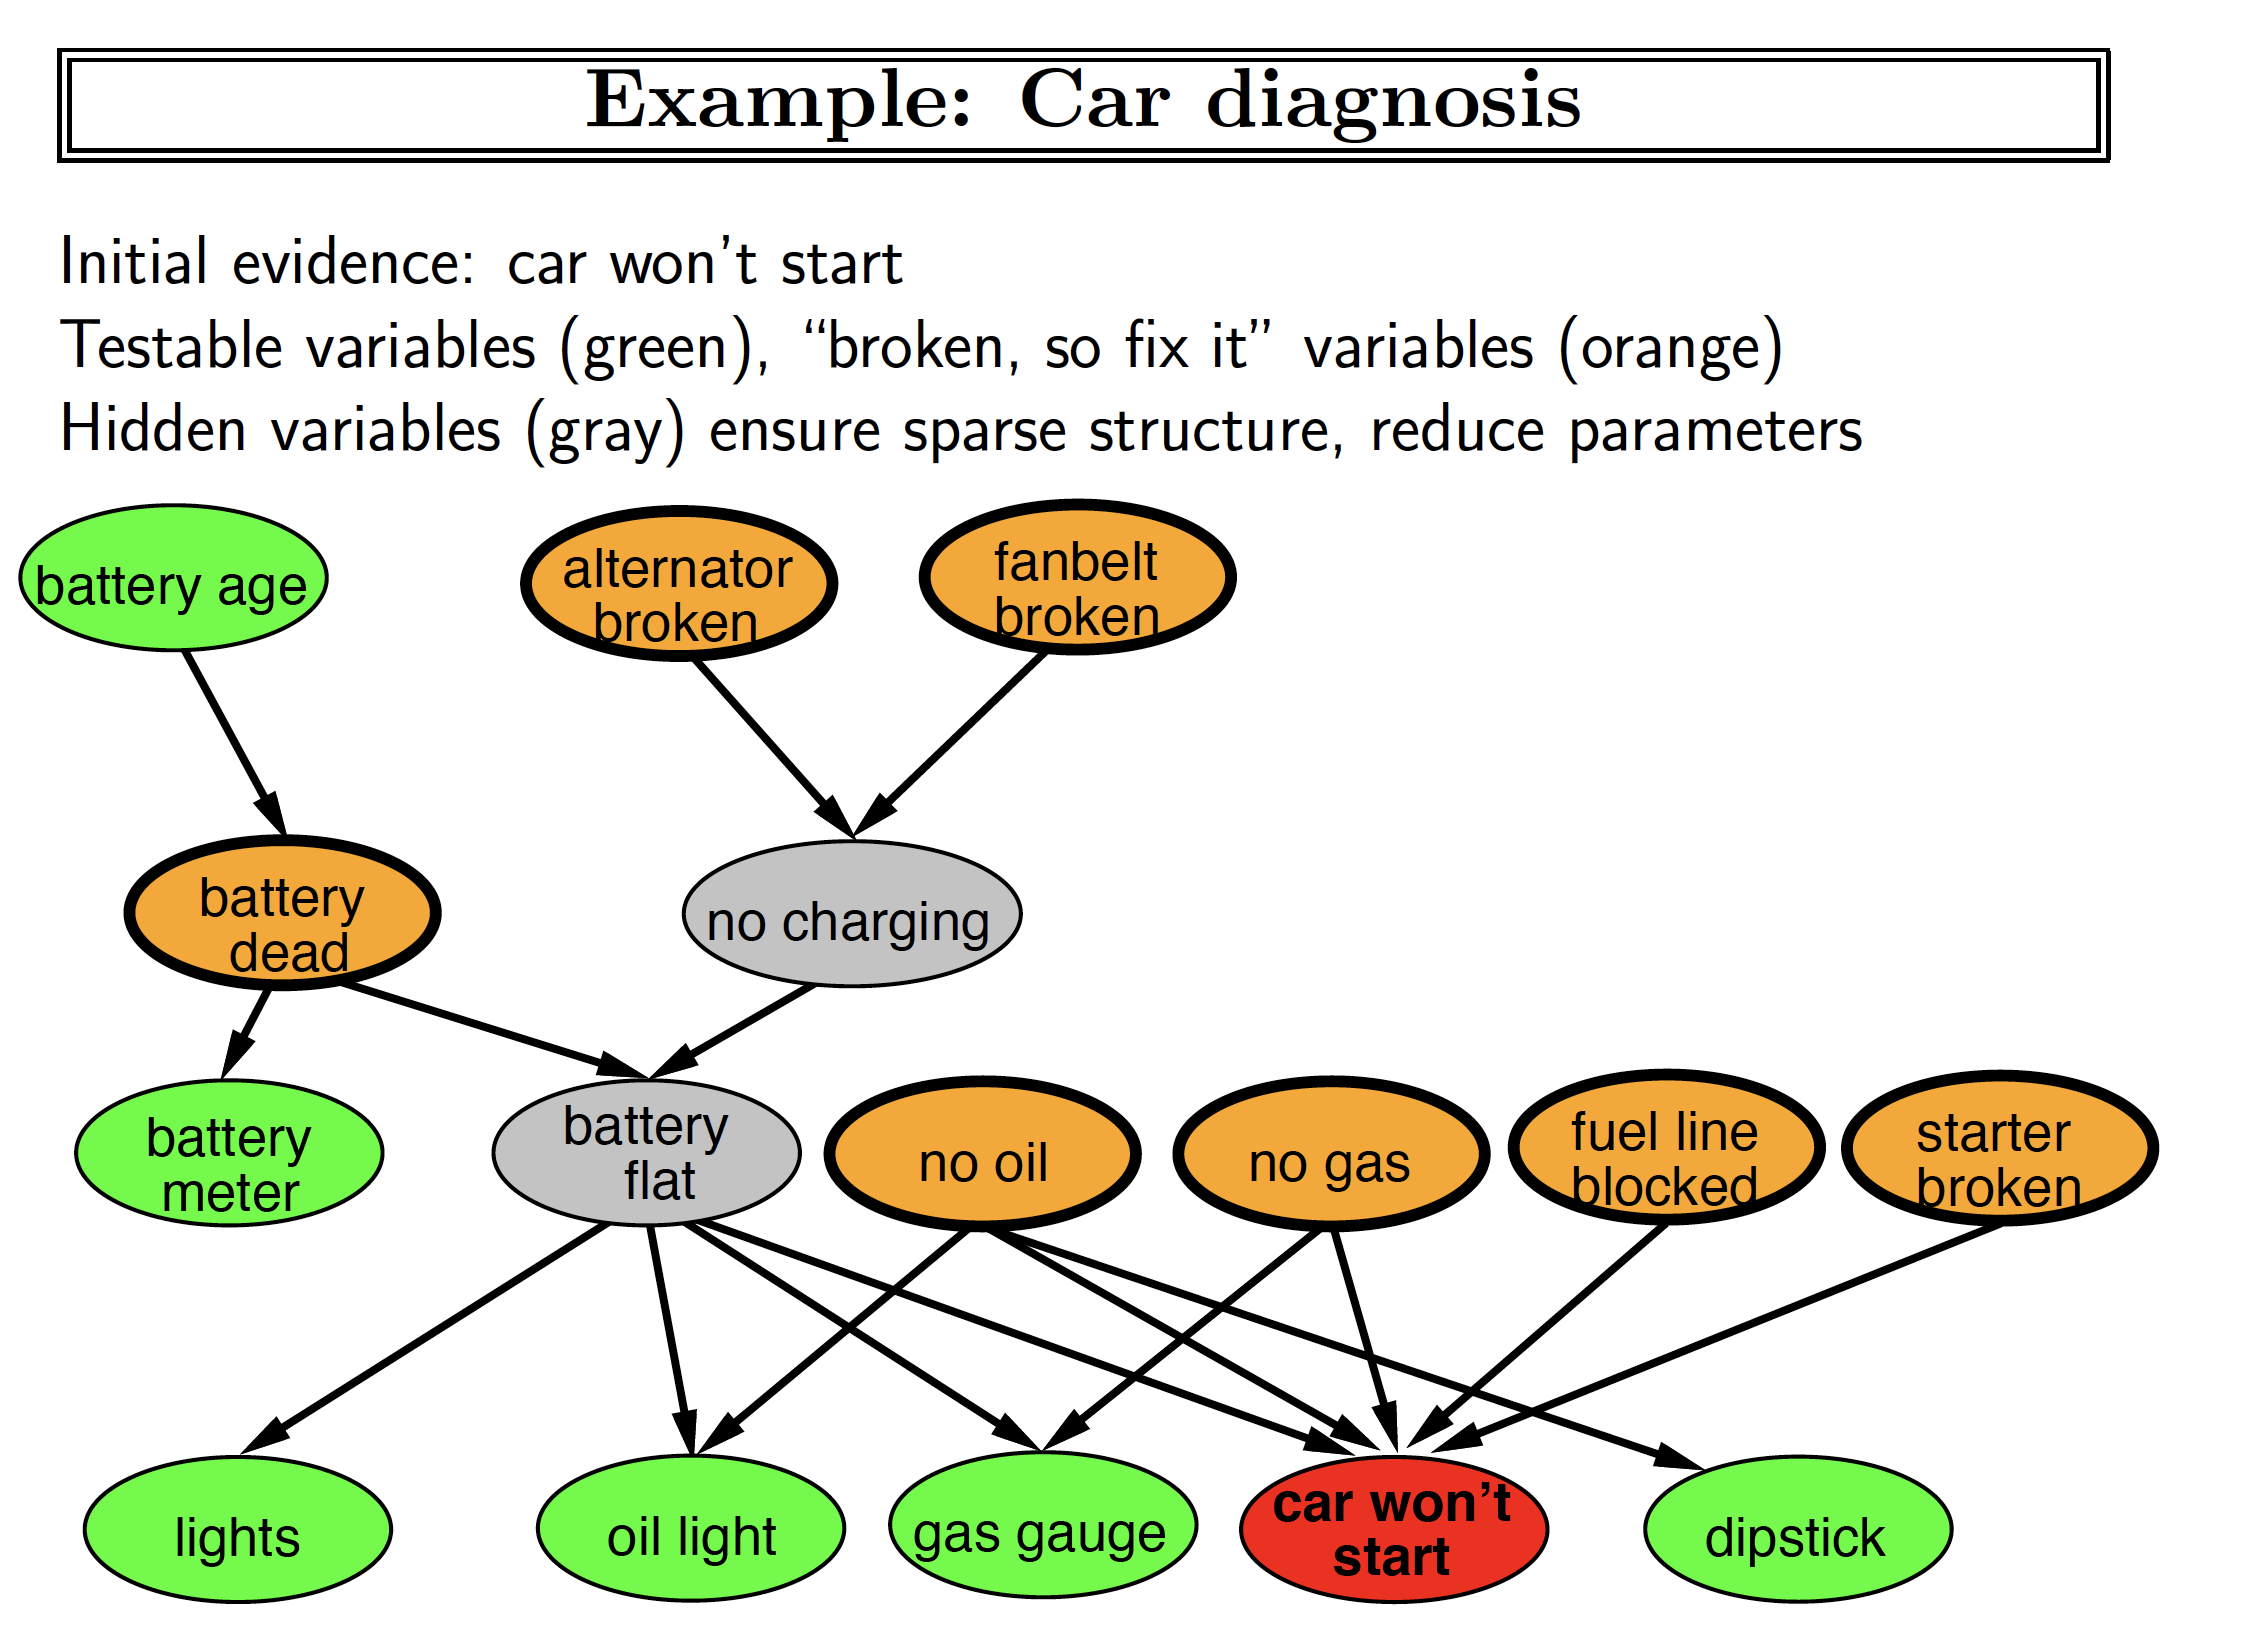 Example: Car diagnosis
Initial evidence: car won't start
Testable variables (green), “broken, so fix it” variables (orange)
Hidden variables (gray) ensure sparse structure, reduce parameters
battery age
alternator
broken
fanbelt
broken
battery
dead
no charging
battery
meter
battery
flat
no oil
no gas
fuel line
blocked
starter
broken
lights
oil light
gas gauge
car won't
start
dipstick